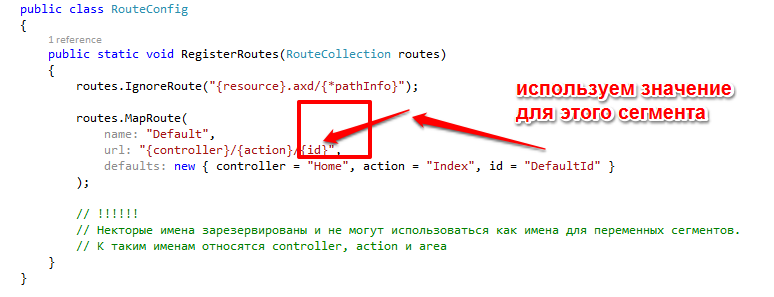 public class RouteConfig
{
1 reference
public static void RegisterRoutes(RouteCollection routes)
{
routes.IgnoreRoute("{resource}.axd/{*pathInfo}");
используем значение
для этого сегмента
routes.MapRoute(
name: "Default",
url: "{controller}/{action}/{id}",
defaults: new { controller = "Home", action = "Index", id = "DefaultId" }
);
// !!!!!!
// Некторые имена зарезервированы и не могут использоваться как имена для переменных сегментов.
// К таким именам относятся controller, action и area
}
}